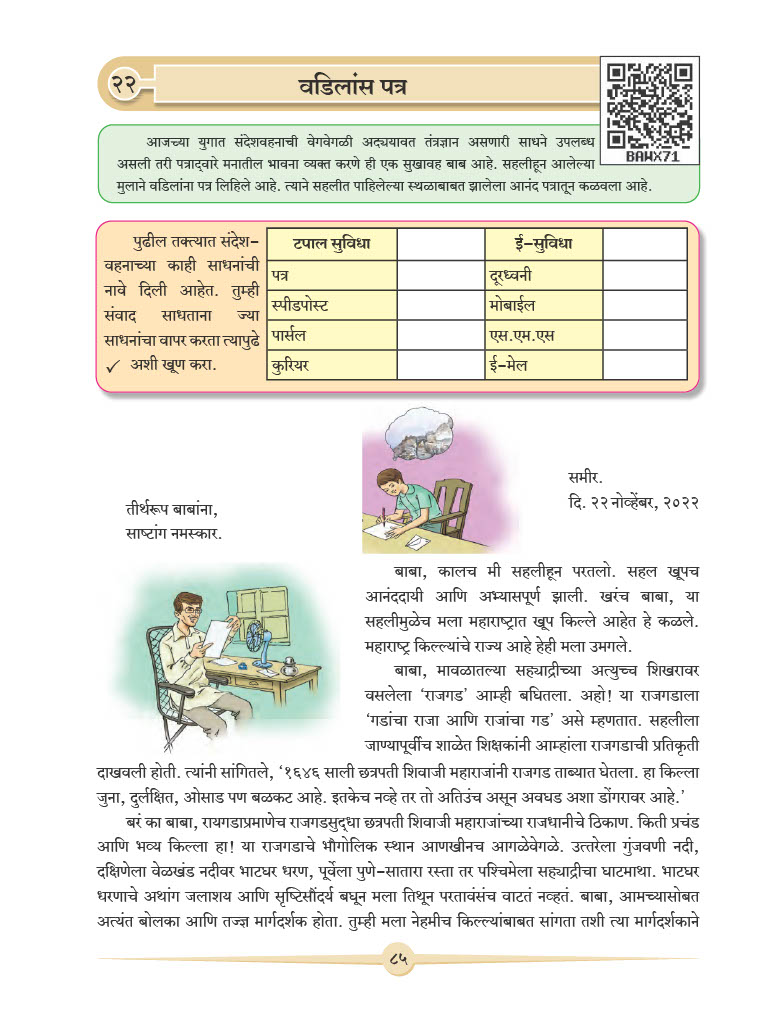 २२
वडिलांस पत्र
BAWX71
आजच्या युगात संदेशवहनाची वेगवेगळी अद्ययावत तंत्रज्ञान असणारी साधने उपलब्ध
असली तरी पत्राद्वारे मनातील भावना व्यक्त करणे ही एक सुखावह बाब आहे. सहलीहून आलेल्या
मुलाने वडिलांना पत्र लिहिले आहे. त्याने सहलीत पाहिलेल्या स्थळाबाबत झालेला आनंद पत्रातून कळवला आहे.
पुढील तक्त्यात संदेश-
वहनाच्या काही साधनांची
नावे दिली आहेत. तुम्ही
संवाद साधताना ज्या
साधनांचा वापर करता त्यापुढे
✓ अशी खूण करा.
टपाल सुविधा ई-सुविधा
पत्र दूरध्वनी
स्पीडपोस्ट मोबाईल
पार्सल एस.एम.एस
कुरियर ई-मेल
समीर.
दि. २२ नोव्हेंबर, २०२२
तीर्थरूप बाबांना,
साष्टांग नमस्कार.
बाबा, कालच मी सहलीहून परतलो. सहल खूपच
आनंददायी आणि अभ्यासपूर्ण झाली. खरंच बाबा, या
सहलीमुळेच मला महाराष्ट्रात खूप किल्ले आहेत हे कळले.
महाराष्ट्र किल्ल्यांचे राज्य आहे हेही मला उमगले.
बाबा, मावळातल्या सह्याद्रीच्या अत्युच्च शिखरावर
वसलेला ‘राजगड’ आम्ही बघितला. अहो! या राजगडाला
‘गडांचा राजा आणि राजांचा गड’ असे म्हणतात. सहलीला
जाण्यापूर्वीच शाळेत शिक्षकांनी आम्हांला राजगडाची प्रतिकृती
दाखवली होती. त्यांनी सांगितले, ‘१६४६ साली छत्रपती शिवाजी महाराजांनी राजगड ताब्यात घेतला. हा किल्ला
जुना, दुर्लक्षित, ओसाड पण बळकट आहे. इतकेच नव्हे तर तो अतिउंच असून अवघड अशा डोंगरावर आहे.’
बरं का बाबा, रायगडाप्रमाणेच राजगडसुद्धा छत्रपती शिवाजी महाराजांच्या राजधानीचे ठिकाण. किती प्रचंड
आणि भव्य किल्ला हा! या राजगडाचे भौगोलिक स्थान आणखीनच आगळेवेगळे. उत्तरेला गुंजवणी नदी,
दक्षिणेला वेळखंड नदीवर भाटघर धरण, पूर्वेला पुणे-सातारा रस्ता तर पश्चिमेला सह्याद्रीचा घाटमाथा. भाटघर
धरणाचे अथांग जलाशय आणि सृष्टिसौंदर्य बघून मला तिथून परतावंसंच वाटतं नव्हतं. बाबा, आमच्यासोबत
अत्यंत बोलका आणि तज्ज्ञ मार्गदर्शक होता. तुम्ही मला नेहमीच किल्ल्यांबाबत सांगता तशी त्या मार्गदर्शकाने
८५